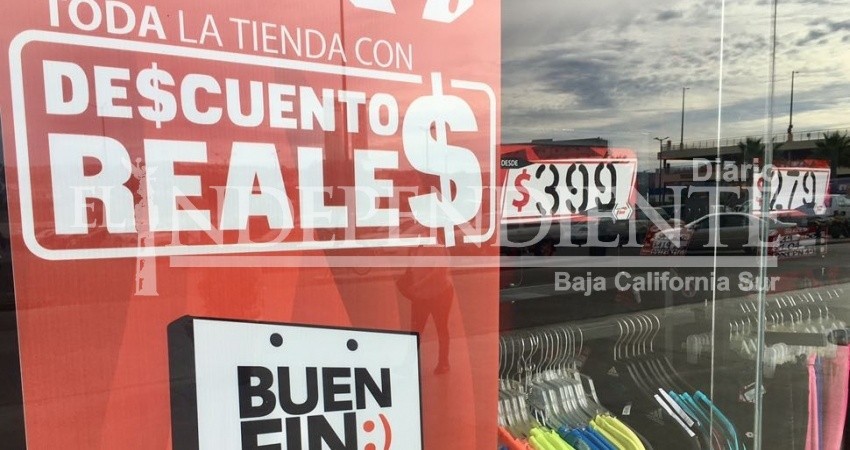 TODA LA TIENDA CON
DE$CUENTO$
REALE$
DESDE
$399
$279
EL INDEPENDIENTE
Diario
Baja California Sur
BUEN
FIN;)